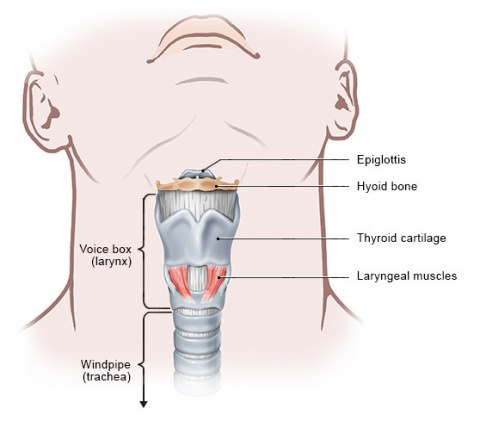 Epiglottis
Hyoid bone
Thyroid cartilage
Voice box
(larynx)
Laryngeal muscles
Windpipe
(trachea)